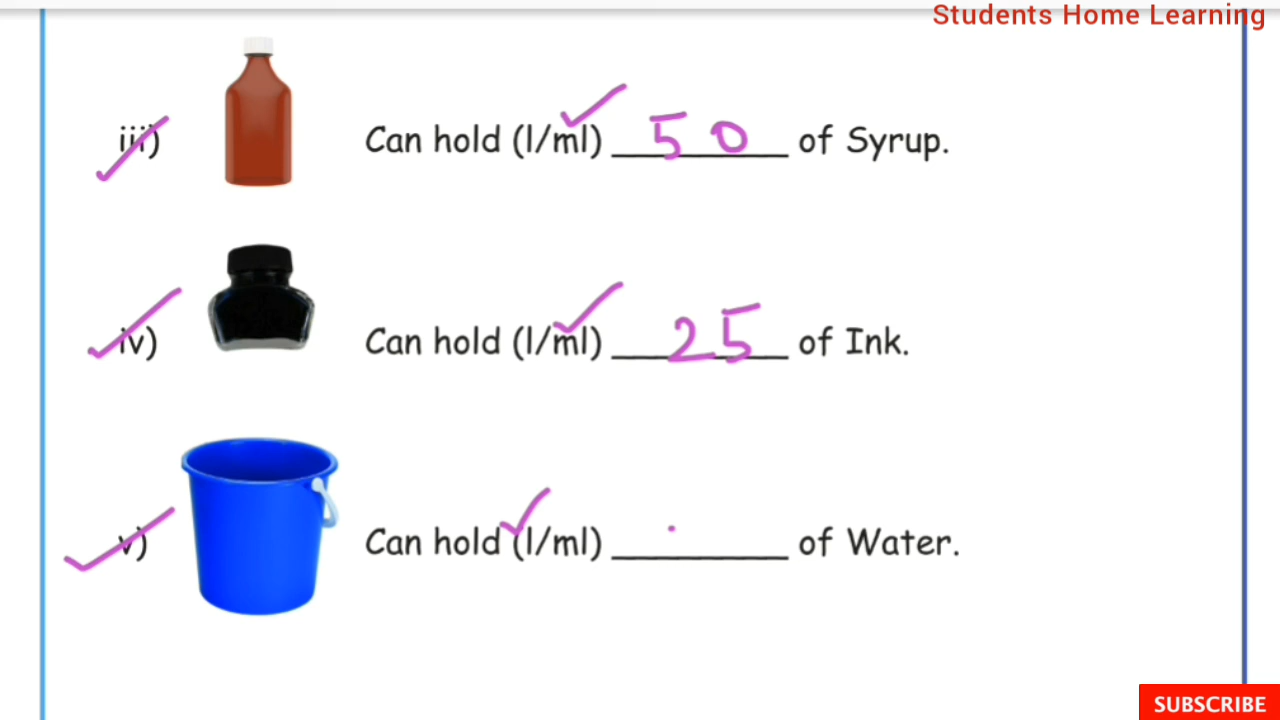 Students Home Learning
iii) Can hold (l/ml) 50 of Syrup.
iv) Can hold (l/ml) 25 of Ink.
v) Can hold (l/ml) ________ of Water.
SUBSCRIBE